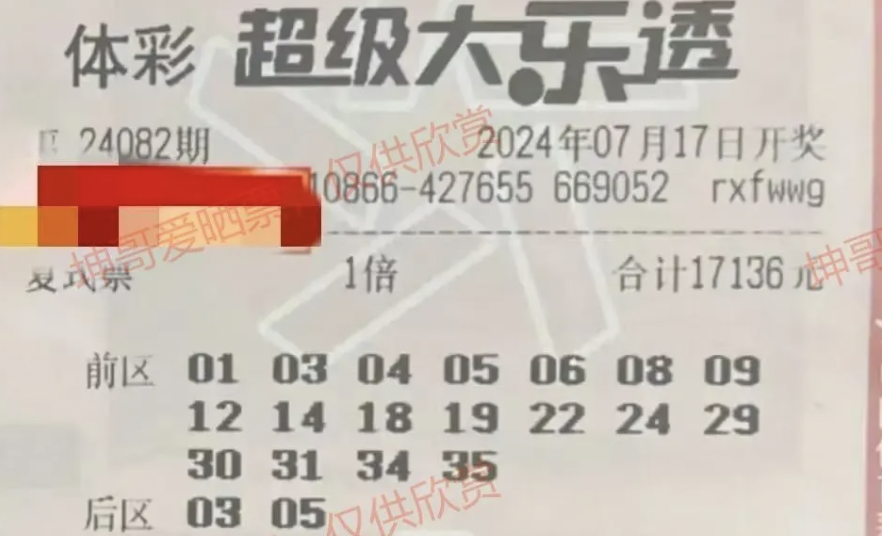 体彩 超级大乐透
24082期 2024年07月17日开奖
10866-427655 669052 rxfwwg
复式票 1倍 合计17136元
前区 01 03 04 05 06 08 09
12 14 18 19 22 24 29
30 31 34 35
后区 03 05
坤哥爱晒票 仅供欣赏
坤哥
仅供欣赏